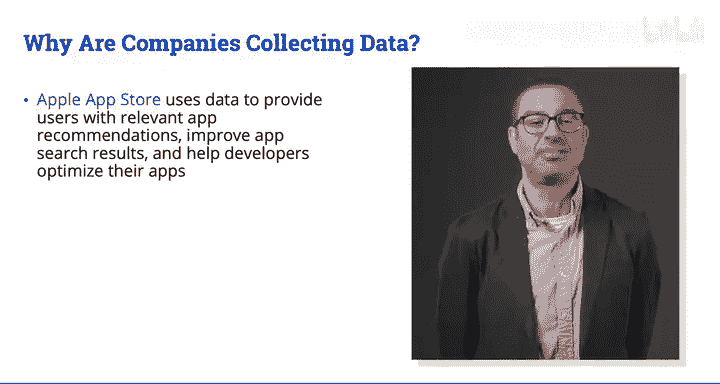 Why Are Companies Collecting Data?
• Apple App Store uses data to provide
users with relevant app
recommendations, improve app
search results, and help developers
optimize their apps